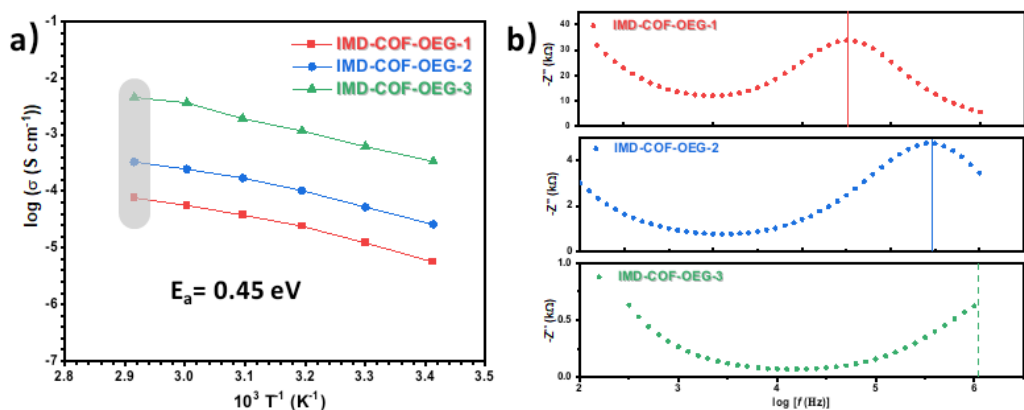 a)
log (σ (S cm⁻¹))
-1
-2
-3
-4
-5
-6
-7
IMD-COF-OEG-1
IMD-COF-OEG-2
IMD-COF-OEG-3
Eₐ= 0.45 eV
2.8 2.9 3.0 3.1 3.2 3.3 3.4 3.5
10³ T⁻¹ (K⁻¹)
b)
-Z'' (kΩ)
40
30
20
10
0
IMD-COF-OEG-1
-Z'' (kΩ)
4
2
0
IMD-COF-OEG-2
-Z'' (kΩ)
1.0
0.5
0.0
IMD-COF-OEG-3
2 3 4 5 6
log [f (Hz)]